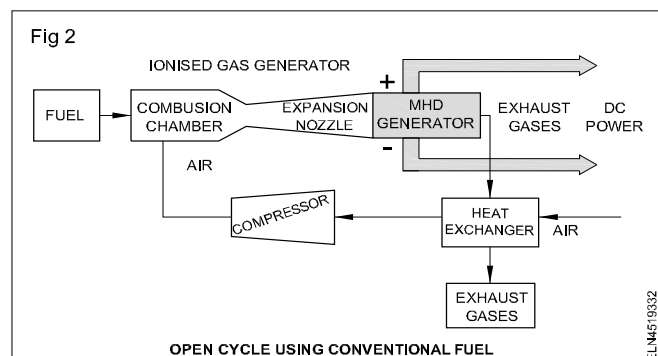 Fig 2
IONISED GAS GENERATOR
FUEL
COMBUSION
CHAMBER
EXPANSION
NOZZLE
+
MHD
GENERATOR
-
EXHAUST
GASES
DC
POWER
AIR
COMPRESSOR
HEAT
EXCHANGER
AIR
EXHAUST
GASES
OPEN CYCLE USING CONVENTIONAL FUEL
ELN4519332